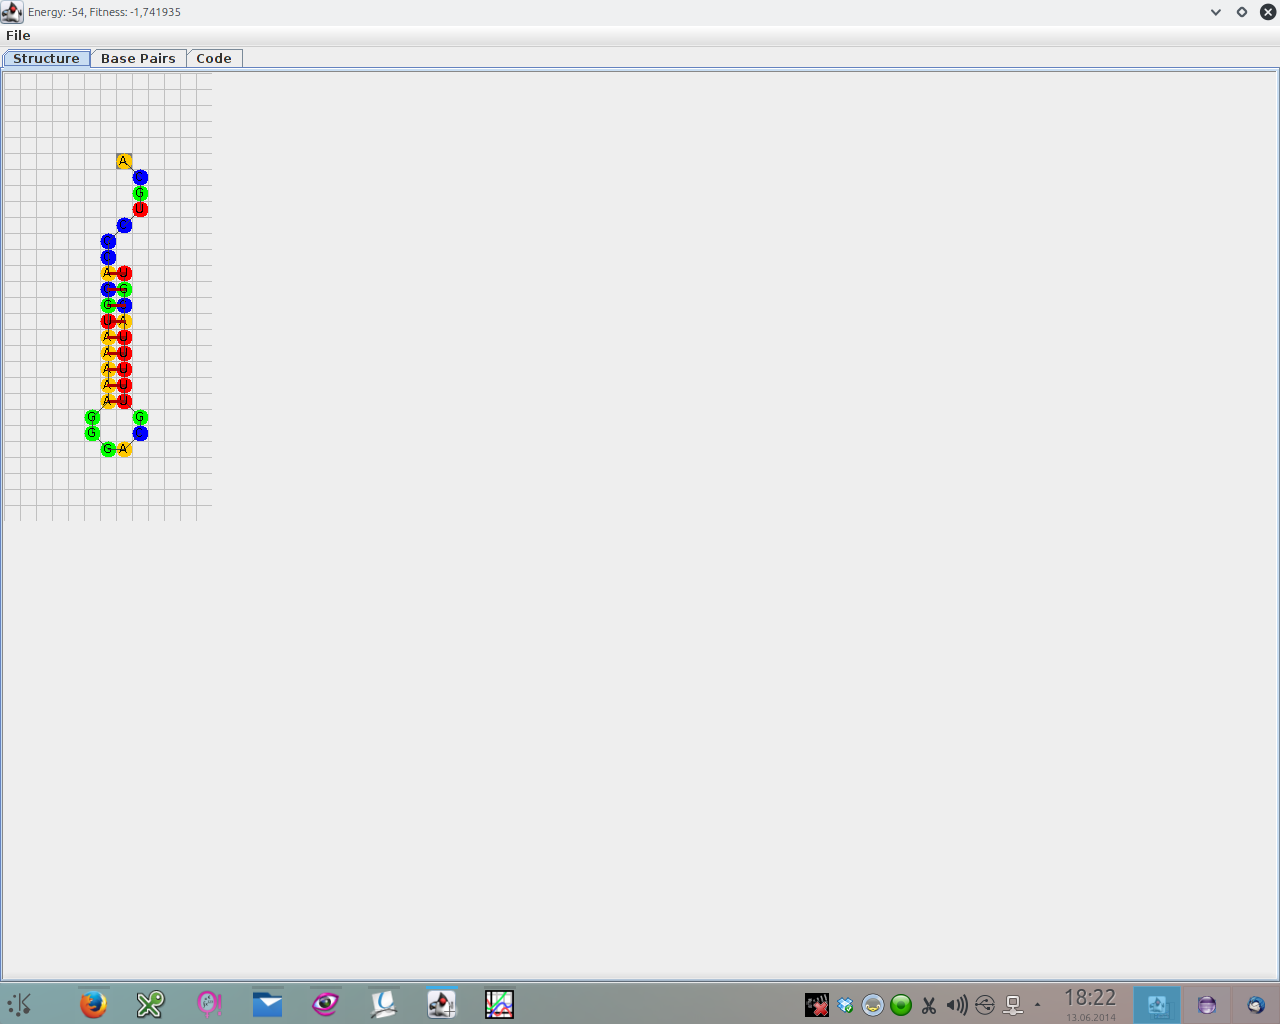 Energy: -54, Fitness: -1,741935
File
Structure Base Pairs Code
A
C
G
U
C
C
C
A U
C G
G C
U A
A U
A U
A U
A U
A U
G G
G C
G A
18:22
13.06.2014